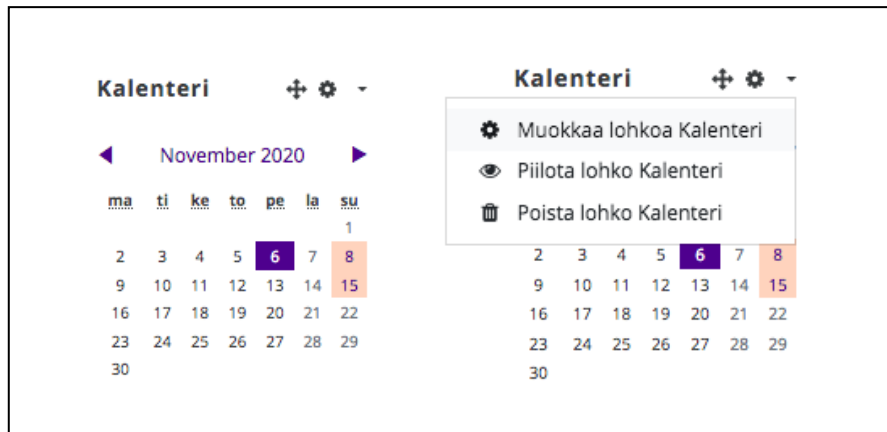 Kalenteri
November 2020
ma ti ke to pe la su
1
2 3 4 5 6 7 8
9 10 11 12 13 14 15
16 17 18 19 20 21 22
23 24 25 26 27 28 29
30
Kalenteri
Muokkaa lohkoa Kalenteri
Piilota lohko Kalenteri
Poista lohko Kalenteri
2 3 4 5 6 7 8
9 10 11 12 13 14 15
16 17 18 19 20 21 22
23 24 25 26 27 28 29
30